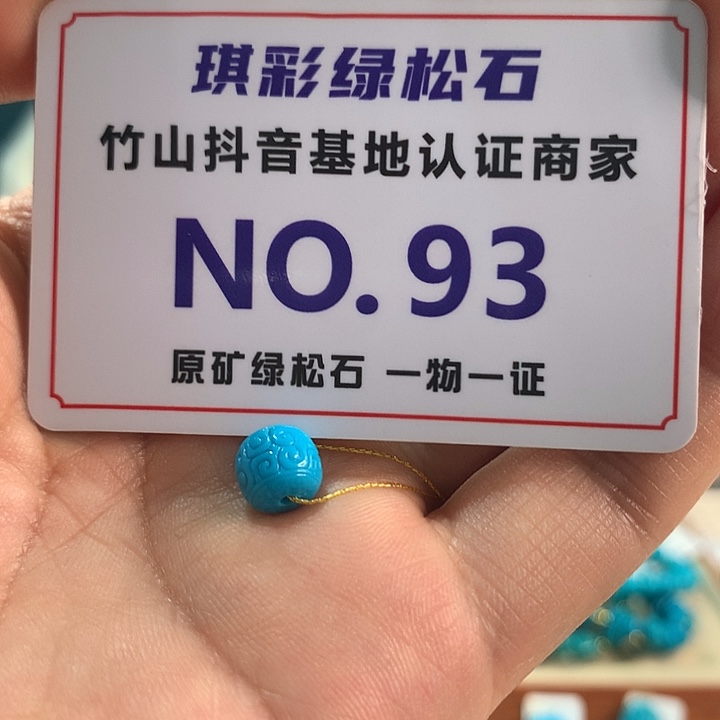 琪彩绿松石
竹山抖音基地认证商家
NO.93
原矿绿松石 一物一证